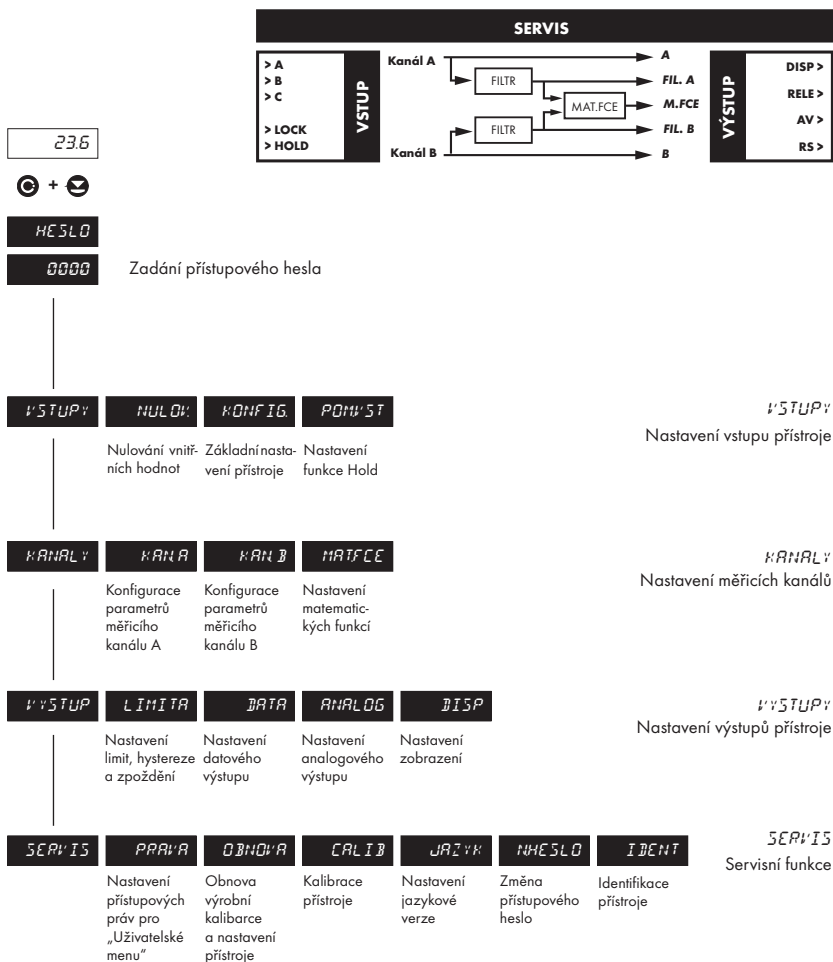 SERVIS
> A
> B
> C
> LOCK
> HOLD
VSTUP
Kanál A
FILTR
FILTR
Kanál B
MAT.FCE
A
FIL. A
M.FCE
FIL. B
B
VÝSTUP
DISP >
RELE >
AV >
RS >
23.6
+
HESLO
0000
Zadání přístupového hesla
VSTUPY
NULOV.
KONFIG.
POMVST
VSTUPY
Nastavení vstupu přístroje
Nulování vnitř-
ních hodnot
Základní nasta-
vení přístroje
Nastavení
funkce Hold
KANALY
KAN.A
KAN.B
MATFCE
KANALY
Nastavení měřicích kanálů
Konfigurace
parametrů
měřicího
kanálu A
Konfigurace
parametrů
měřicího
kanálu B
Nastavení
matematic-
kých funkcí
VYSTUP
LIMITA
DATA
ANALOG
DISP
VYSTUPY
Nastavení výstupů přístroje
Nastavení
limit, hystereze
a zpoždění
Nastavení
datového
výstupu
Nastavení
analogového
výstupu
Nastavení
zobrazení
SERVIS
PRAVA
OBNOVA
CALIB
JAZYK
N.HESLO
IDENT
SERVIS
Servisní funkce
Nastavení
přístupových
práv pro
„Uživatelské
menu“
Obnova
výrobní
kalibarce
a nastavení
přístroje
Kalibrace
přístroje
Nastavení
jazykové
verze
Změna
přístupového
heslo
Identifikace
přístroje